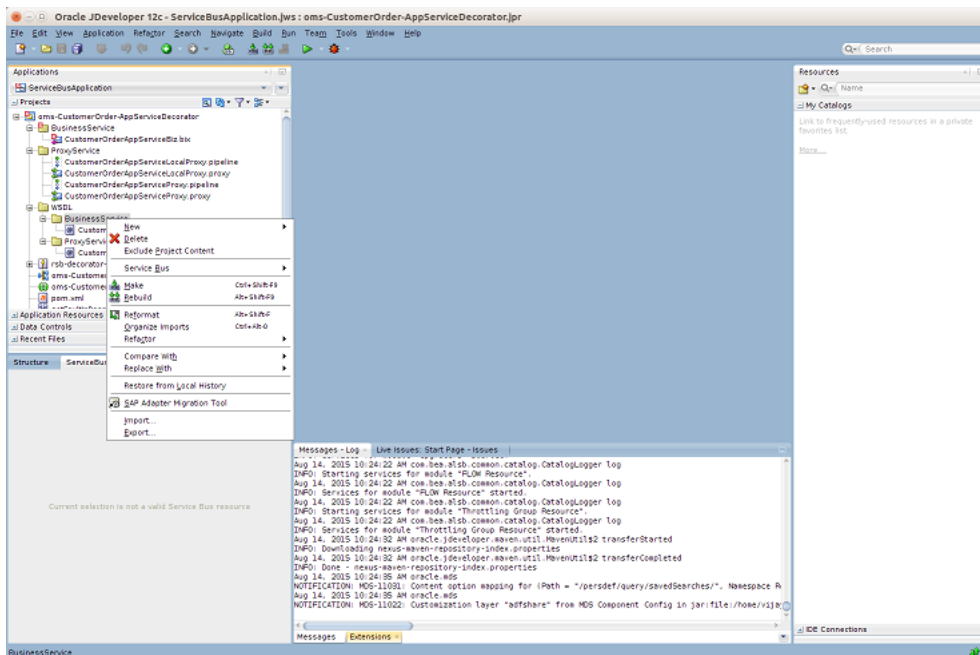 Oracle JDeveloper 12c - ServiceBusApplication.jws : oms-CustomerOrder-AppServiceDecorator.jpr
File Edit View Application Refactor Search Navigate Build Run Team Tools Window Help
Search
Applications
ServiceBusApplication
Projects
oms-CustomerOrder-AppServiceDecorator
BusinessService
CustomerOrderAppServiceBiz.bix
ProxyService
CustomerOrderAppServiceLocalProxy.pipeline
CustomerOrderAppServiceLocalProxy.proxy
CustomerOrderAppServiceProxy.pipeline
CustomerOrderAppServiceProxy.proxy
WSDL
BusinessService
Custom
ProxyServi
Custom
rsb-decorator-
oms-Custome
oms-Custome
pom.xml
Application Resources
Data Controls
Recent Files
New
Delete
Exclude Project Content
Service Bus
Make Ctrl+Shift-F9
Rebuild Alt+Shift-F9
Reformat Alt+Shift-F
Organize Imports Ctrl+Alt-O
Refactor
Compare With
Replace With
Restore from Local History
SAP Adapter Migration Tool
Import...
Export...
Structure ServiceBus
Current selection is not a valid Service Bus resource
Messages - Log Live Issues: Start Page - Issues
Aug 14, 2015 10:24:22 AM com.bea.alsb.common.catalog.CatalogLogger log
INFO: Starting services for module "FLOW Resource".
Aug 14, 2015 10:24:22 AM com.bea.alsb.common.catalog.CatalogLogger log
INFO: Services for module "FLOW Resource" started.
Aug 14, 2015 10:24:22 AM com.bea.alsb.common.catalog.CatalogLogger log
INFO: Starting services for module "Throttling Group Resource".
Aug 14, 2015 10:24:22 AM com.bea.alsb.common.catalog.CatalogLogger log
INFO: Services for module "Throttling Group Resource" started.
Aug 14, 2015 10:24:32 AM oracle.jdeveloper.maven.util.MavenUtil$2 transferStarted
INFO: Downloading nexus-maven-repository-index.properties
Aug 14, 2015 10:24:32 AM oracle.jdeveloper.maven.util.MavenUtil$2 transferCompleted
INFO: Done - nexus-maven-repository-index.properties
Aug 14, 2015 10:24:35 AM oracle.mds
NOTIFICATION: MDS-11031: Content option mapping for {Path = "/persdef/query/savedSearches/", Namespace R
Aug 14, 2015 10:24:35 AM oracle.mds
NOTIFICATION: MDS-11022: Customization layer "adfshare" from MDS Component Config in jar:file:/home/vija
Messages Extensions
Resources
Name
My Catalogs
Link to frequently-used resources in a private
favorites list.
More...
IDE Connections
BusinessService